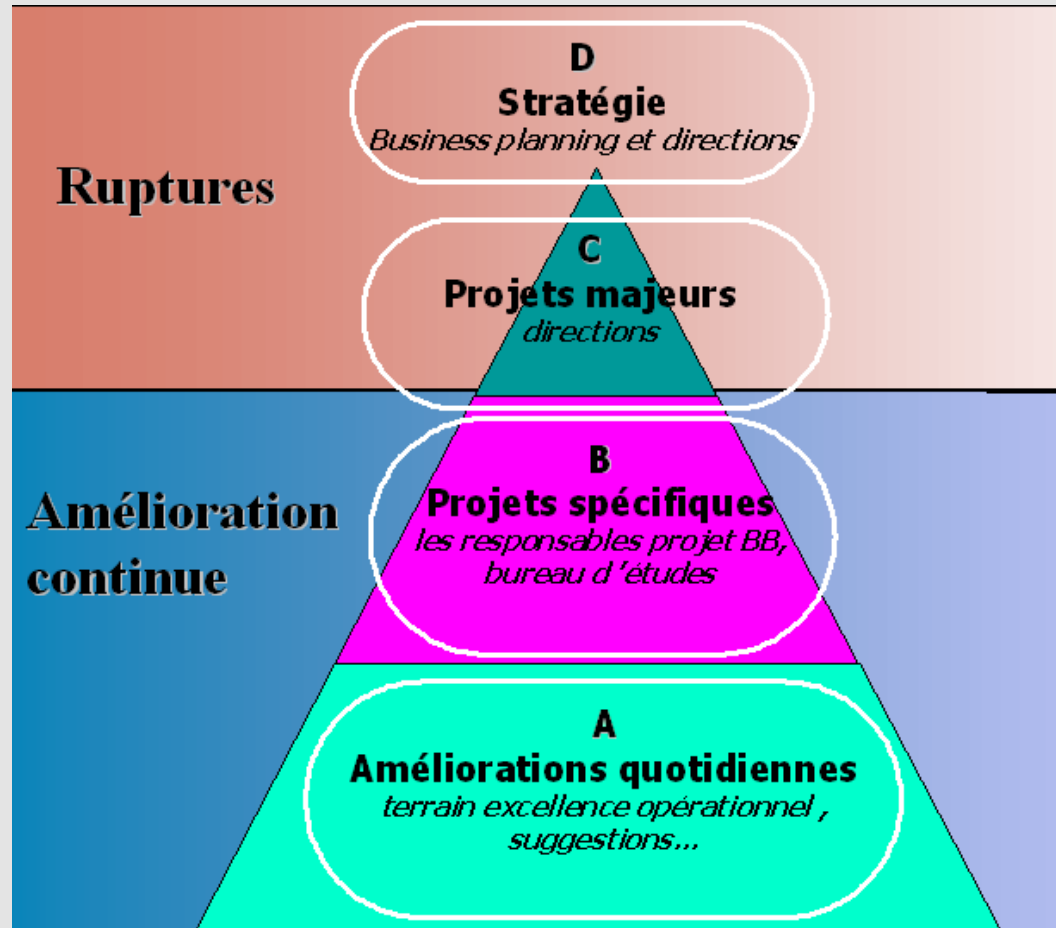 D
Stratégie
Business planning et directions
Ruptures
C
Projets majeurs
directions
B
Projets spécifiques
les responsables projet BB,
bureau d ’études
Amélioration
continue
A
Améliorations quotidiennes
terrain excellence opérationnel ,
suggestions...